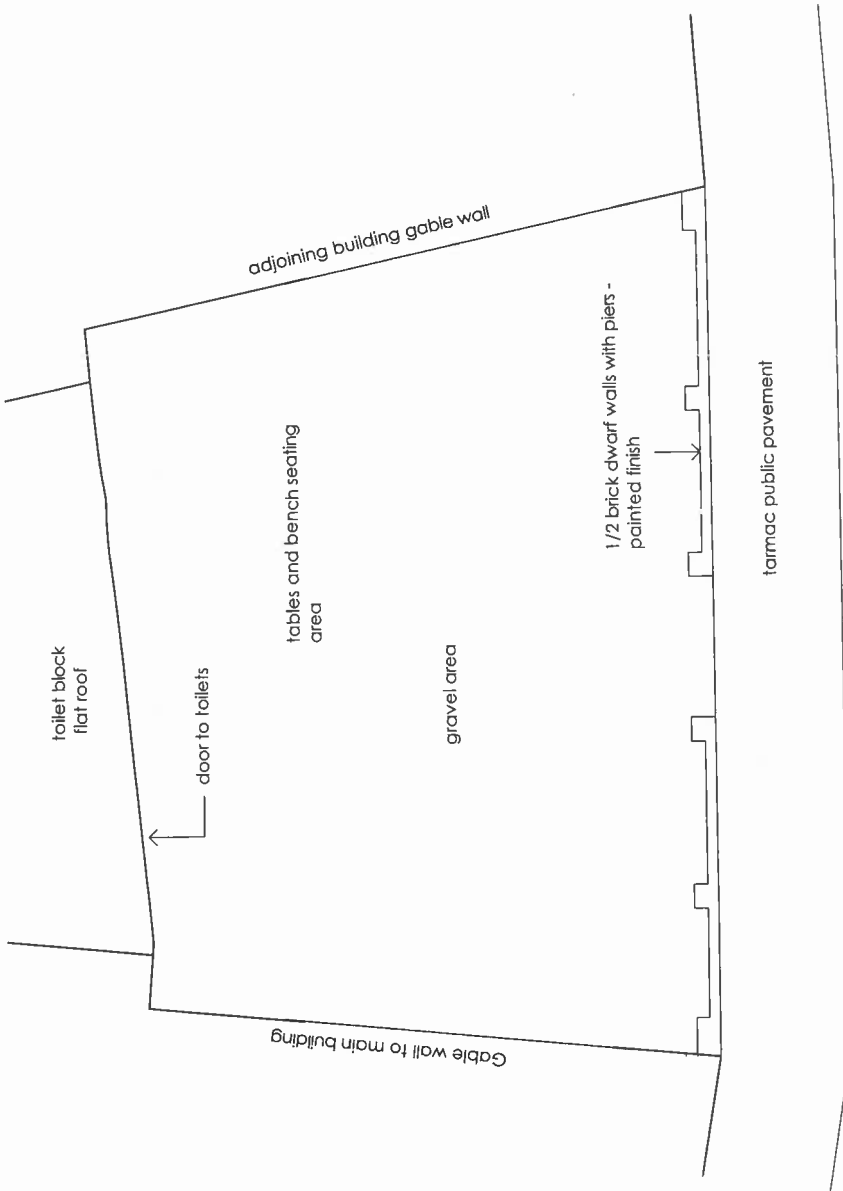 toilet block
flat roof
door to toilets
adjoining building gable wall
tables and bench seating
area
gravel area
Gable wall to main building
1/2 brick dwarf walls with piers -
painted finish
tarmac public pavement